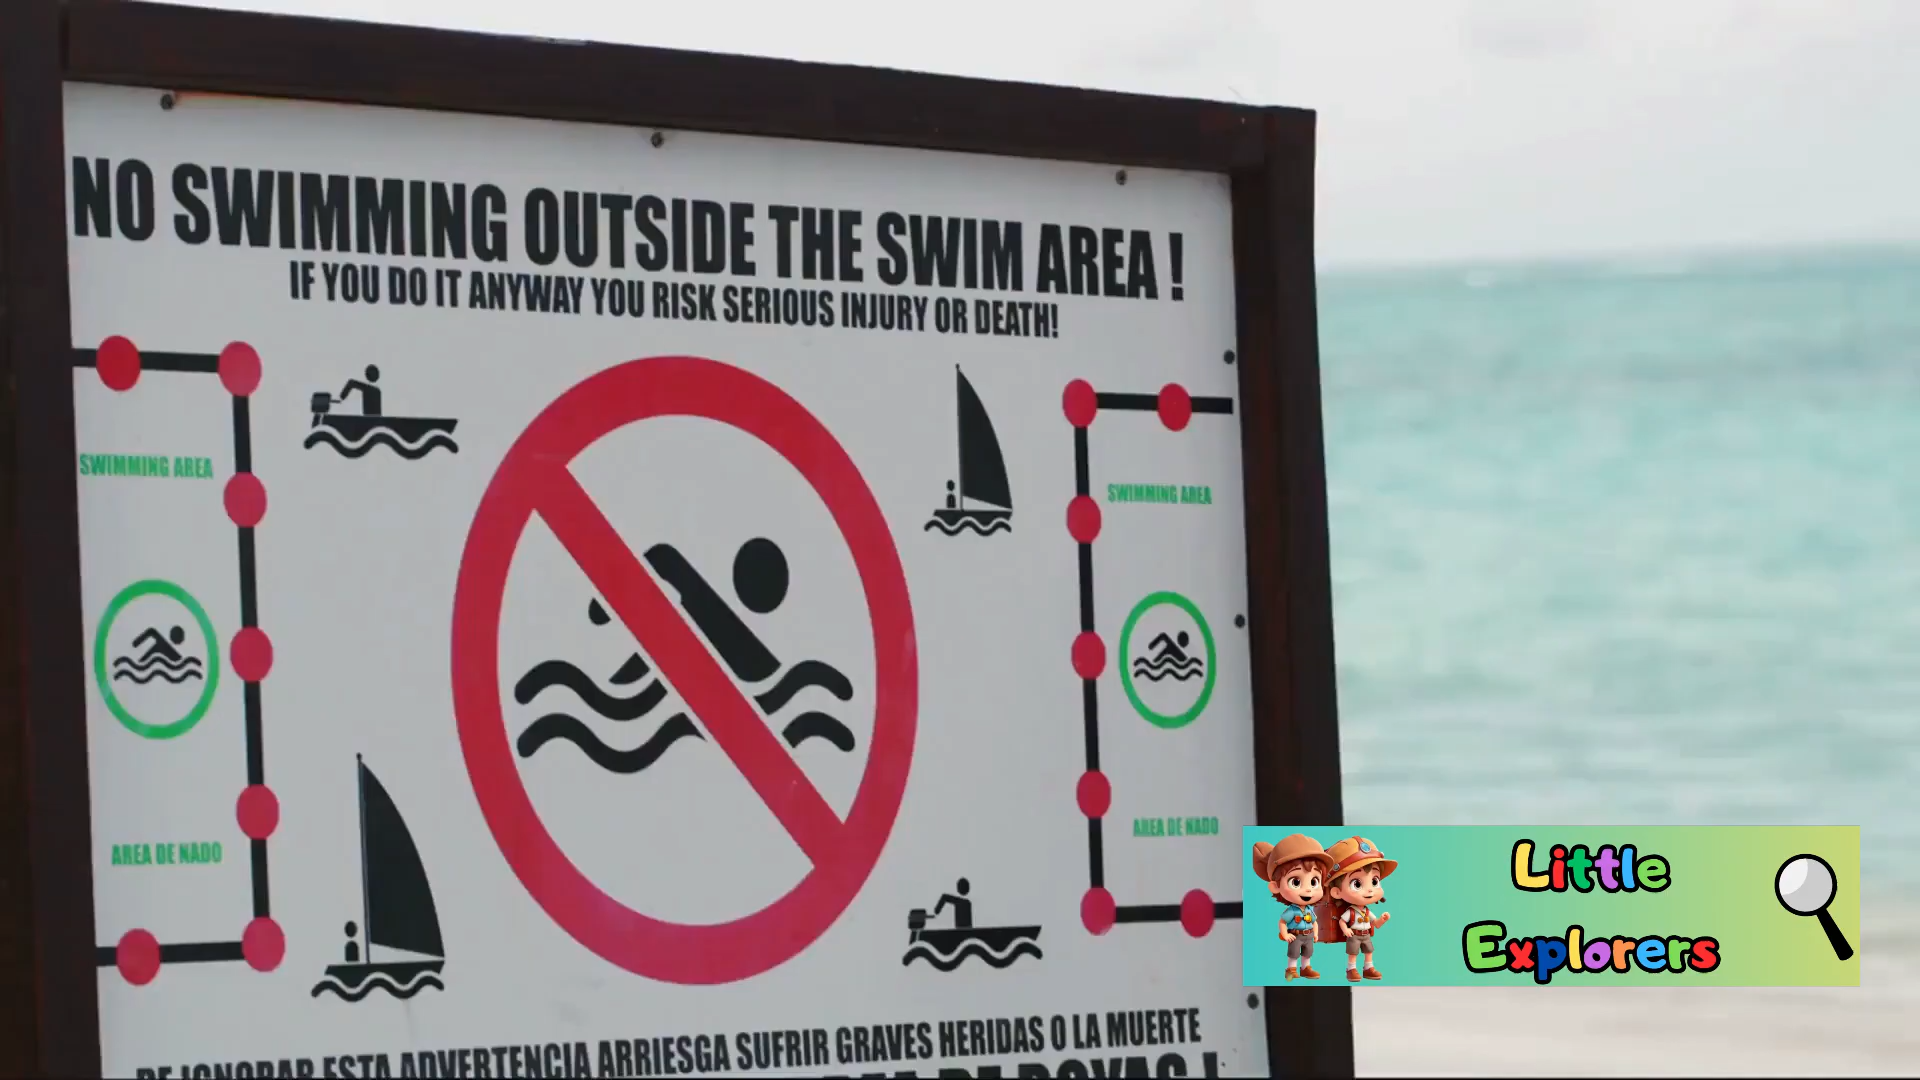 NO SWIMMING OUTSIDE THE SWIM AREA !
IF YOU DO IT ANYWAY YOU RISK SERIOUS INJURY OR DEATH!
SWIMMING AREA
AREA DE NADO
SWIMMING AREA
AREA DE NADO
DE IGNORAR ESTA ADVERTENCIA ARRIESGA SUFRIR GRAVES HERIDAS O LA MUERTE
Little
Explorers